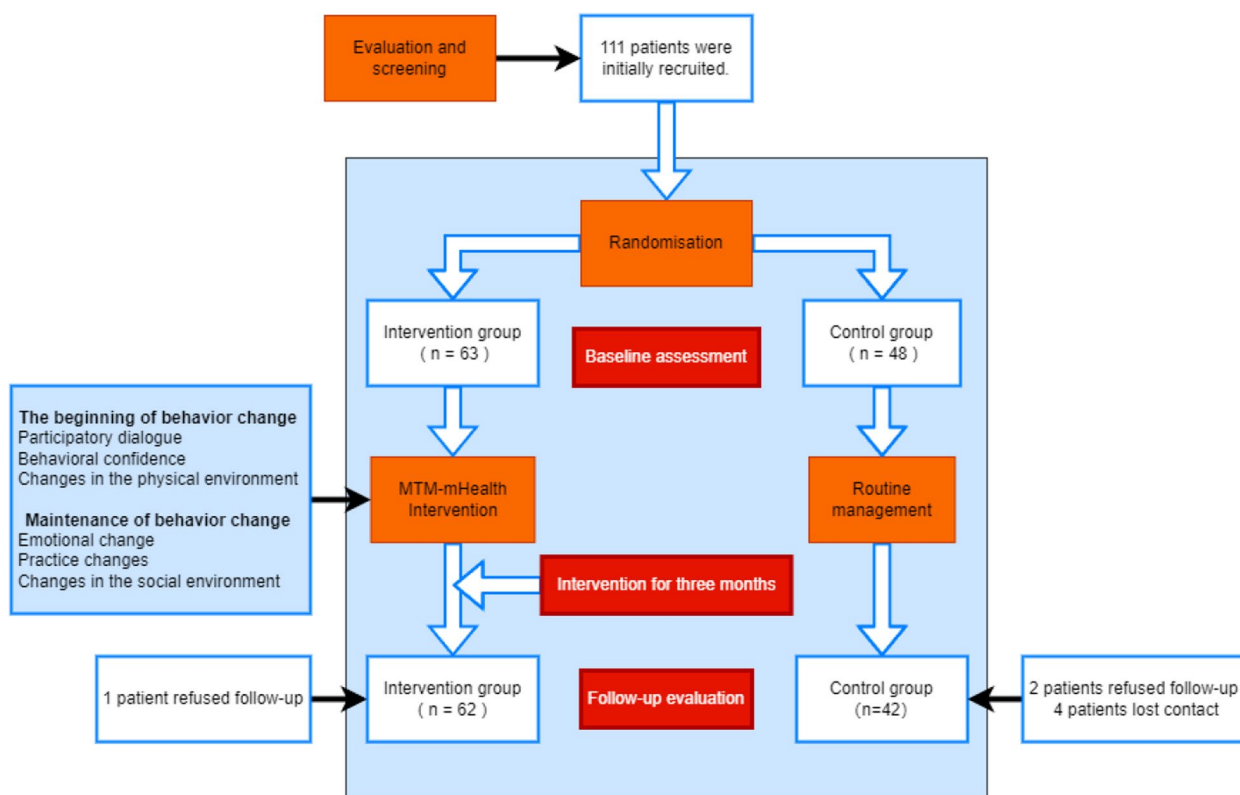 Evaluation and
screening
111 patients were
initially recruited.
Randomisation
Intervention group
( n = 63 )
Baseline assessment
Control group
( n = 48 )
The beginning of behavior change
Participatory dialogue
Behavioral confidence
Changes in the physical environment
Maintenance of behavior change
Emotional change
Practice changes
Changes in the social environment
MTM-mHealth
Intervention
Routine
management
Intervention for three months
1 patient refused follow-up
Intervention group
( n = 62 )
Follow-up evaluation
Control group
(n=42)
2 patients refused follow-up
4 patients lost contact